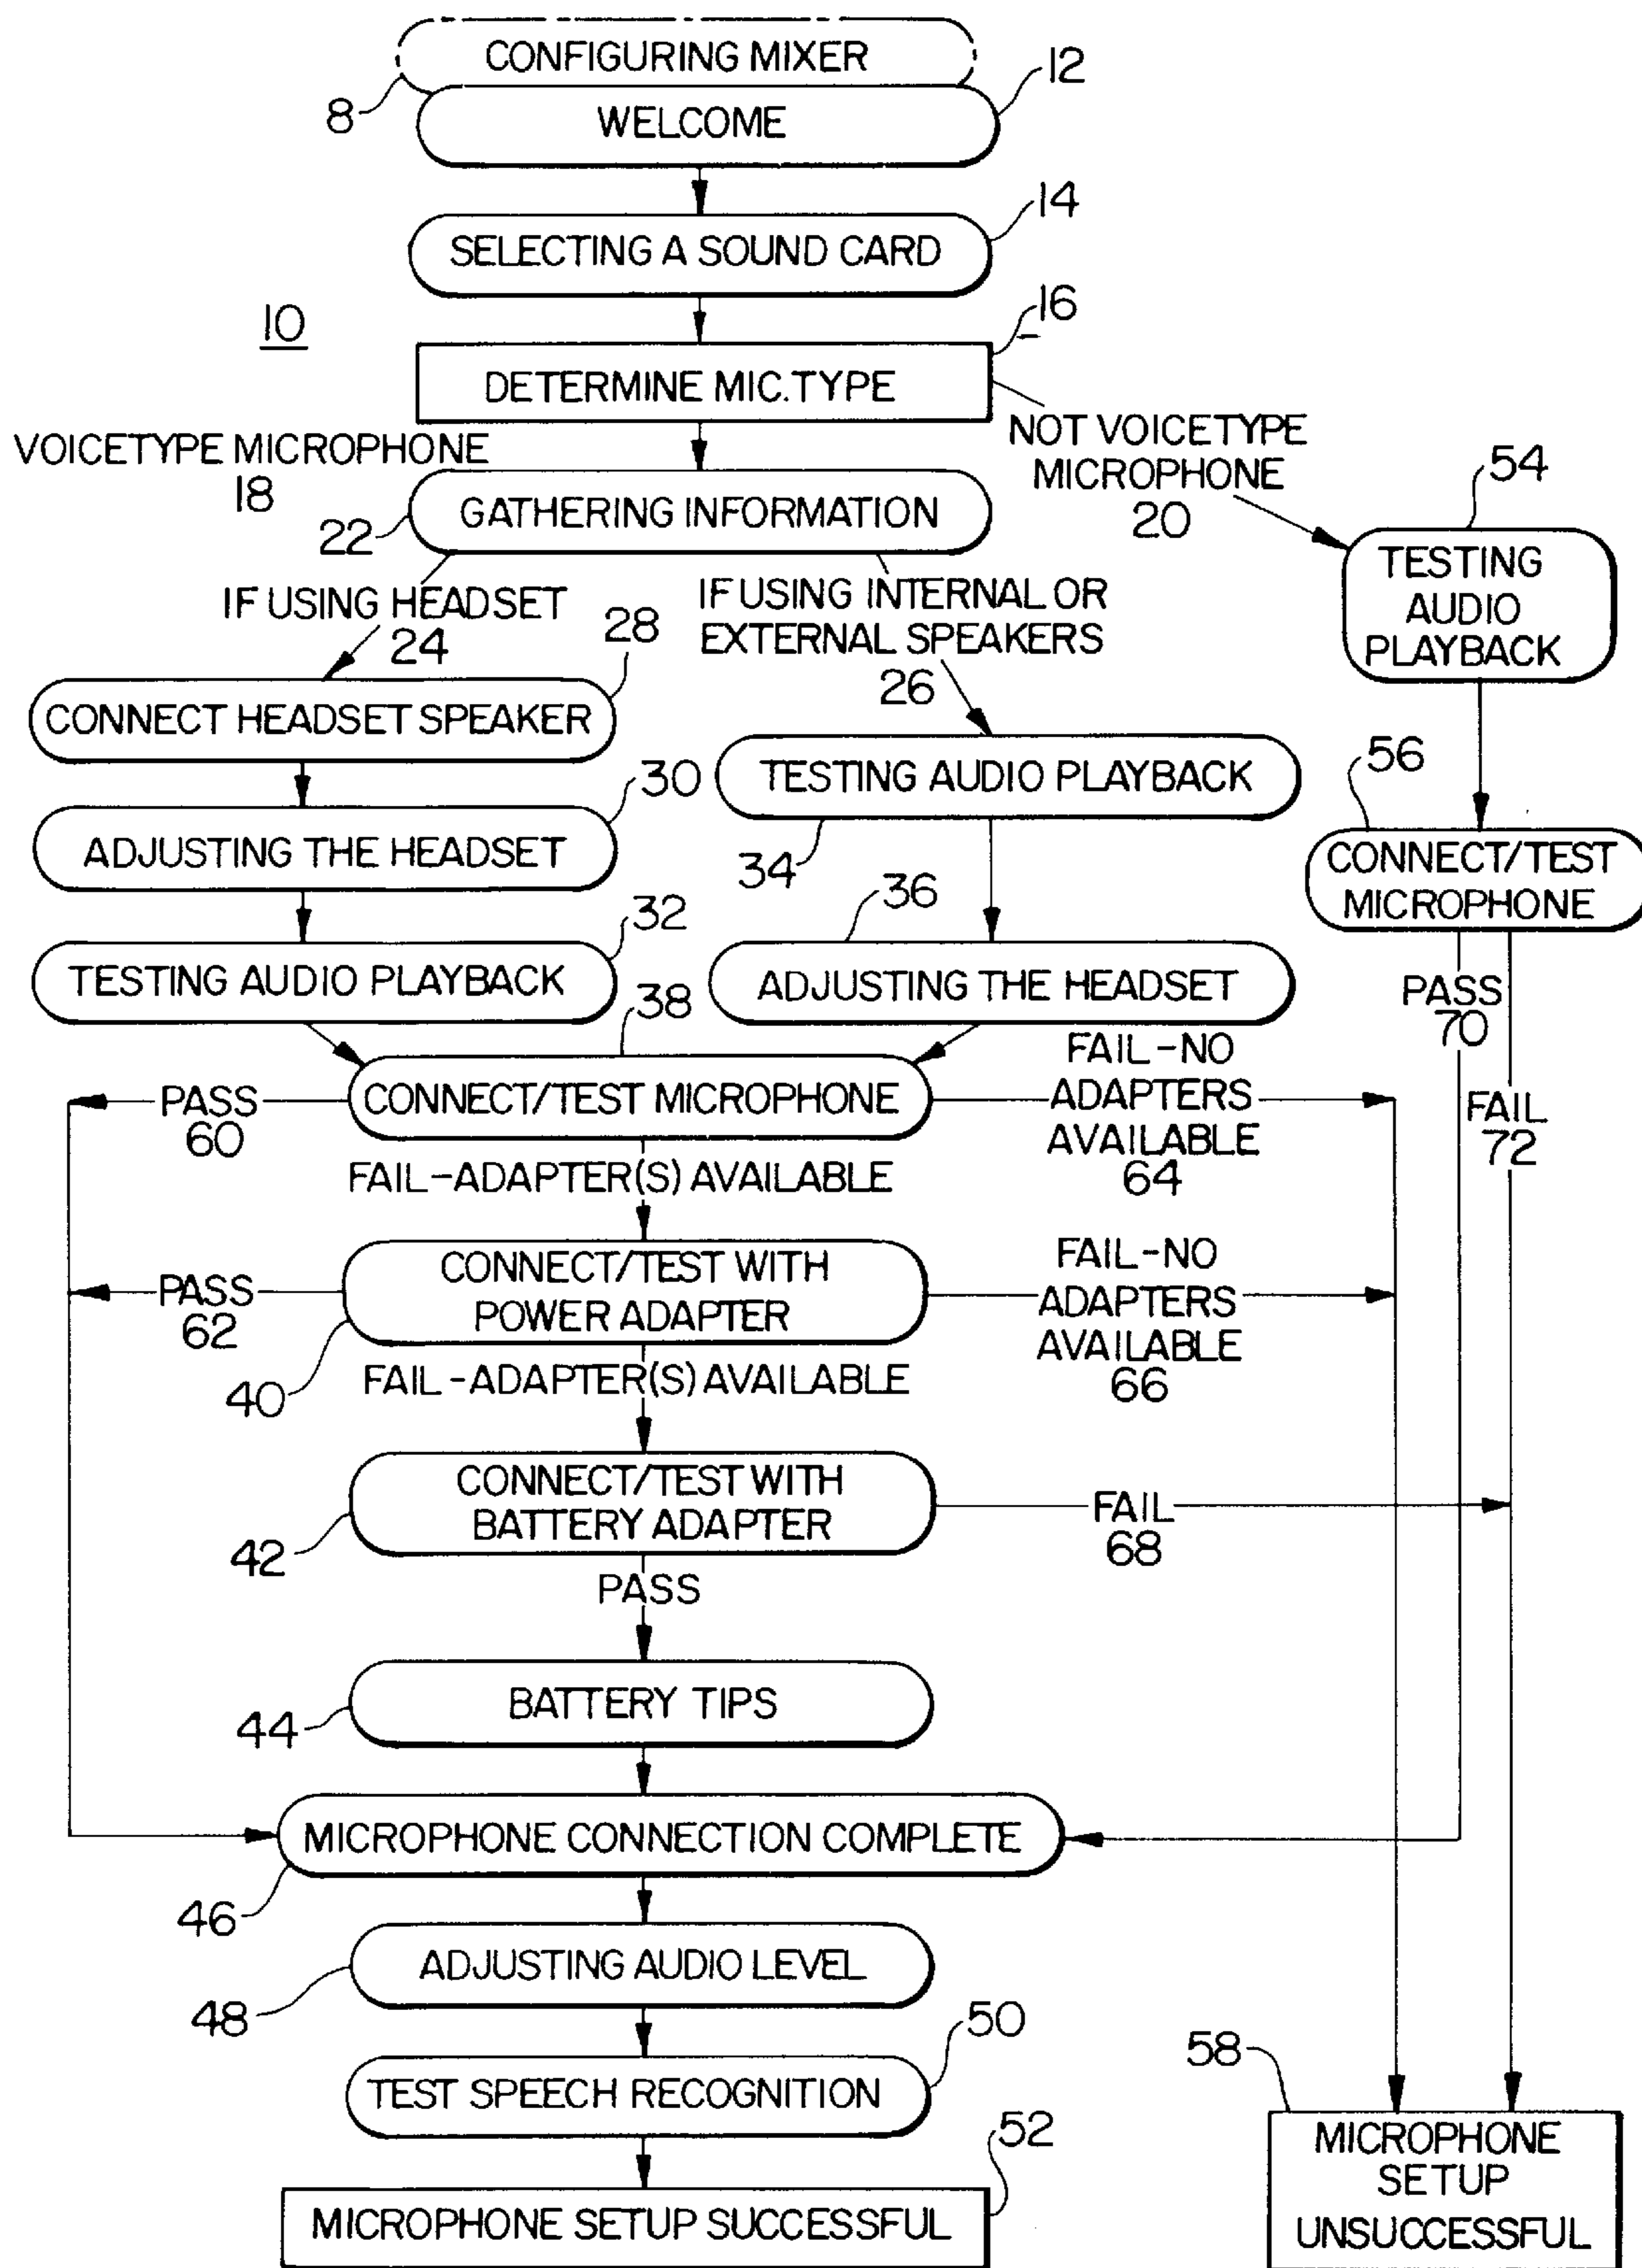 CONFIGURING MIXER
8
12
WELCOME
14
SELECTING A SOUND CARD
10
16
DETERMINE MIC. TYPE
VOICETYPE MICROPHONE
18
NOT VOICETYPE
MICROPHONE
20
22
GATHERING INFORMATION
54
TESTING
AUDIO
PLAYBACK
IF USING HEADSET
24
IF USING INTERNAL OR
EXTERNAL SPEAKERS
26
28
CONNECT HEADSET SPEAKER
TESTING AUDIO PLAYBACK
34
56
CONNECT/TEST
MICROPHONE
30
ADJUSTING THE HEADSET
36
ADJUSTING THE HEADSET
32
TESTING AUDIO PLAYBACK
38
CONNECT/TEST MICROPHONE
PASS
60
FAIL-NO
ADAPTERS
AVAILABLE
64
PASS
70
FAIL
72
FAIL-ADAPTER(S) AVAILABLE
CONNECT/TEST WITH
POWER ADAPTER
40
PASS
62
FAIL-NO
ADAPTERS
AVAILABLE
66
FAIL-ADAPTER(S) AVAILABLE
CONNECT/TEST WITH
BATTERY ADAPTER
42
FAIL
68
PASS
BATTERY TIPS
44
MICROPHONE CONNECTION COMPLETE
46
ADJUSTING AUDIO LEVEL
48
50
TEST SPEECH RECOGNITION
52
MICROPHONE SETUP SUCCESSFUL
58
MICROPHONE
SETUP
UNSUCCESSFUL